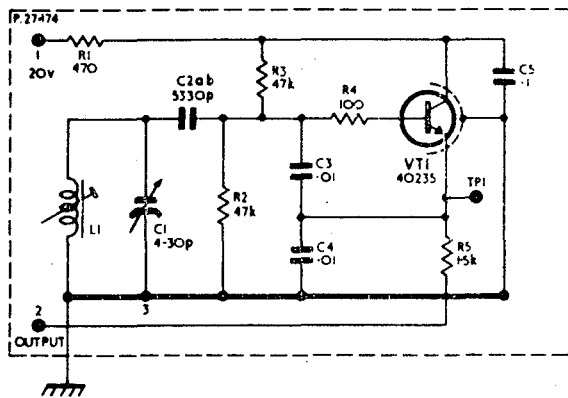 P.27474
1
20V
R1
470
C2ab
5330p
R3
47k
R4
100
C5
.1
VT1
40235
TP1
C3
.01
R2
47k
L1
C1
4-30p
C4
.01
R5
1.5k
2
3
OUTPUT